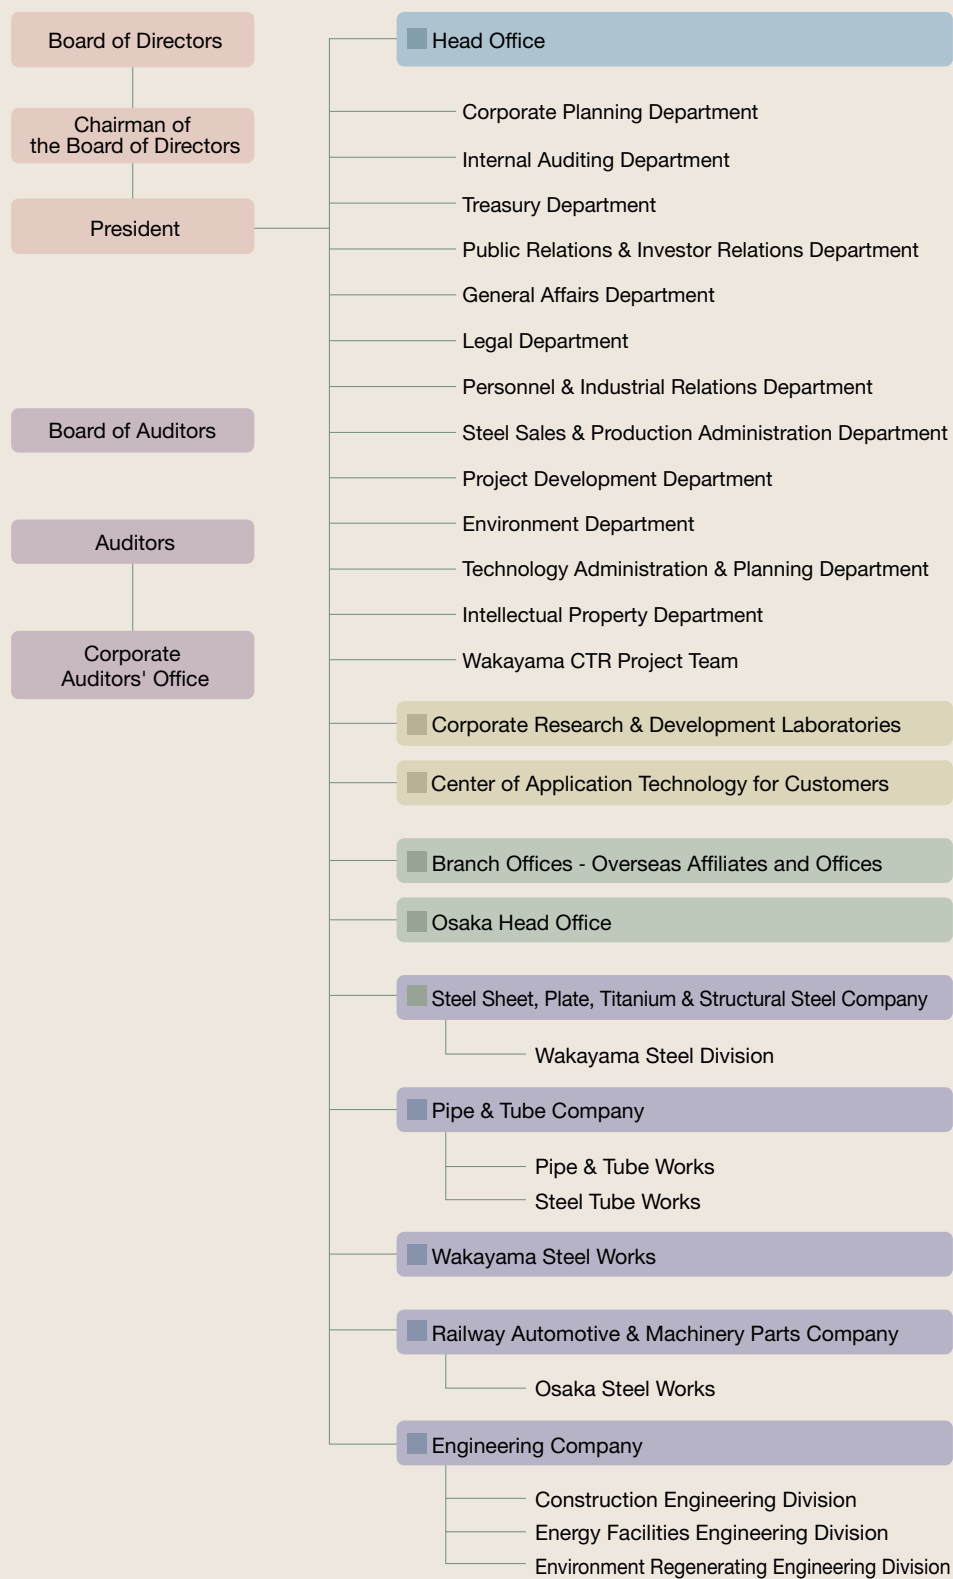 Board of Directors
Chairman of
the Board of Directors
President
Board of Auditors
Auditors
Corporate
Auditors' Office
Head Office
Corporate Planning Department
Internal Auditing Department
Treasury Department
Public Relations & Investor Relations Department
General Affairs Department
Legal Department
Personnel & Industrial Relations Department
Steel Sales & Production Administration Department
Project Development Department
Environment Department
Technology Administration & Planning Department
Intellectual Property Department
Wakayama CTR Project Team
Corporate Research & Development Laboratories
Center of Application Technology for Customers
Branch Offices - Overseas Affiliates and Offices
Osaka Head Office
Steel Sheet, Plate, Titanium & Structural Steel Company
Wakayama Steel Division
Pipe & Tube Company
Pipe & Tube Works
Steel Tube Works
Wakayama Steel Works
Railway Automotive & Machinery Parts Company
Osaka Steel Works
Engineering Company
Construction Engineering Division
Energy Facilities Engineering Division
Environment Regenerating Engineering Division